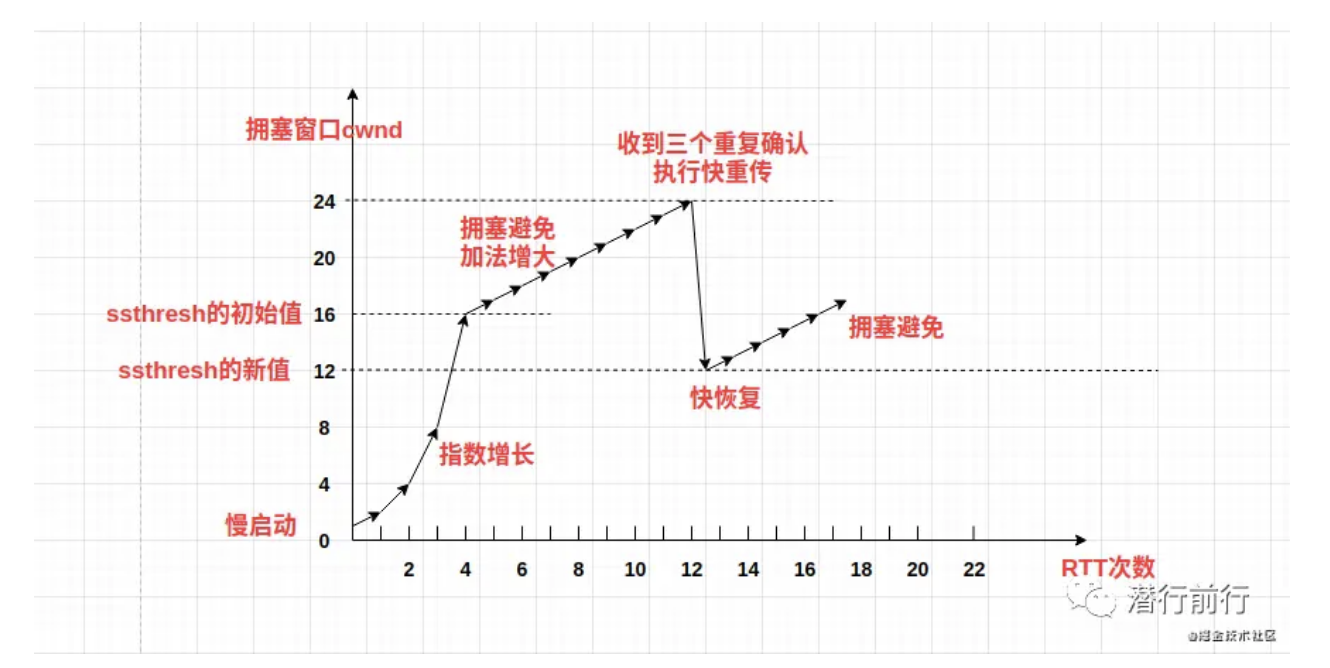 拥塞窗口cwnd
收到三个重复确认
执行快重传
24
拥塞避免
加法增大
20
ssthresh的初始值 16
拥塞避免
ssthresh的新值 12
快恢复
8
指数增长
4
慢启动
0
2 4 6 8 10 12 14 16 18 20 22
RTT次数
潜行前行
@掘金技术社区